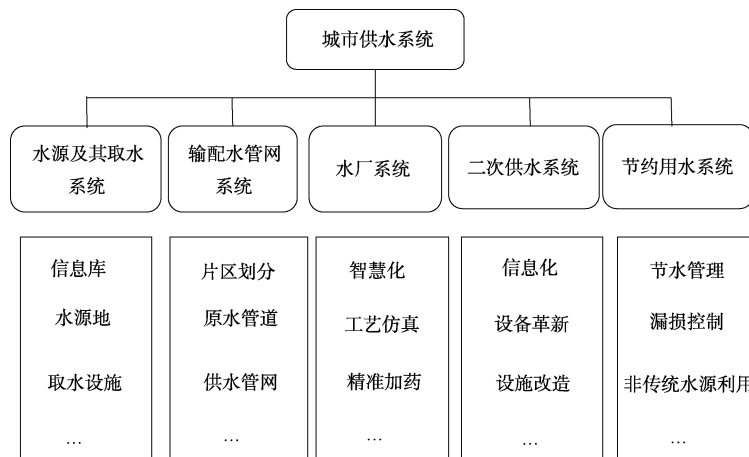 城市供水系统
水源及其取水
系统
输配水管网
系统
水厂系统
二次供水系统
节约用水系统
信息库
水源地
取水设施
…
片区划分
原水管道
供水管网
…
智慧化
工艺仿真
精准加药
…
信息化
设备革新
设施改造
…
节水管理
漏损控制
非传统水源利用
…